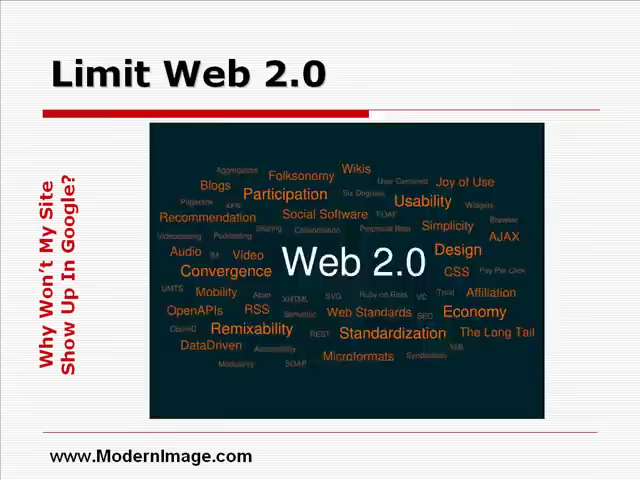 Limit Web 2.0
Why Won't My Site
Show Up In Google?
Aggregators Folksonomy Wikis
Blogs Participation Six Degrees User Centered Joy of Use
Pagerank XFN Usability Widgets
Recommendation Social Software FOAF Browser
Sharing Collaboration Perpetual Beta Simplicity AJAX
Videocasting Podcasting
Audio IM Video Web 2.0 Design
Convergence CSS Pay Per Click
UMTS Mobility Atom XHTML SVG Ruby on Rails VC Trust Affiliation
OpenAPIs RSS Semantic Web Standards SEO Economy
OpenID Remixability REST Standardization The Long Tail
DataDriven Accessibility XML
Microformats Syndication
Modularity SOAP
www.ModernImage.com